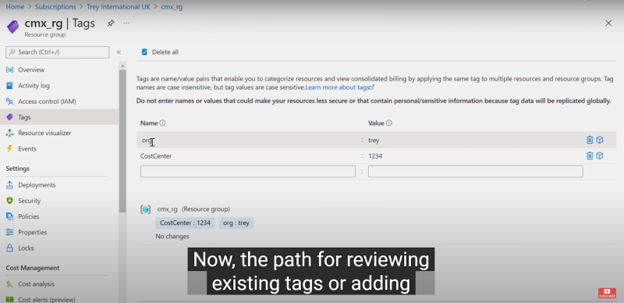 Home > Subscriptions > Trey International UK > cmx_rg
cmx_rg | Tags
Resource group
Search (Ctrl+/)
Delete all
Overview
Activity log
Access control (IAM)
Tags
Resource visualizer
Events
Settings
Deployments
Security
Policies
Properties
Locks
Cost Management
Cost analysis
Cost alerts (preview)
Tags are name/value pairs that enable you to categorize resources and view consolidated billing by applying the same tag to multiple resources and resource groups. Tag
names are case insensitive, but tag values are case sensitive. Learn more about tags
Do not enter names or values that could make your resources less secure or that contain personal/sensitive information because tag data will be replicated globally.
Name Value
org : trey
CostCenter : 1234
:
cmx_rg (Resource group)
CostCenter : 1234 org : trey
No changes
Now, the path for reviewing
existing tags or adding
SUBSCRIBE